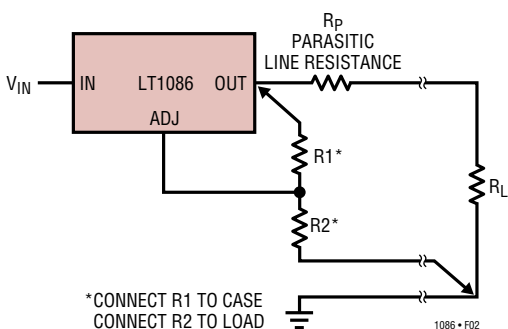 RP
PARASITIC
LINE RESISTANCE
VIN
IN
LT1086
OUT
ADJ
R1*
RL
R2*
*CONNECT R1 TO CASE
CONNECT R2 TO LOAD
1086 • F02